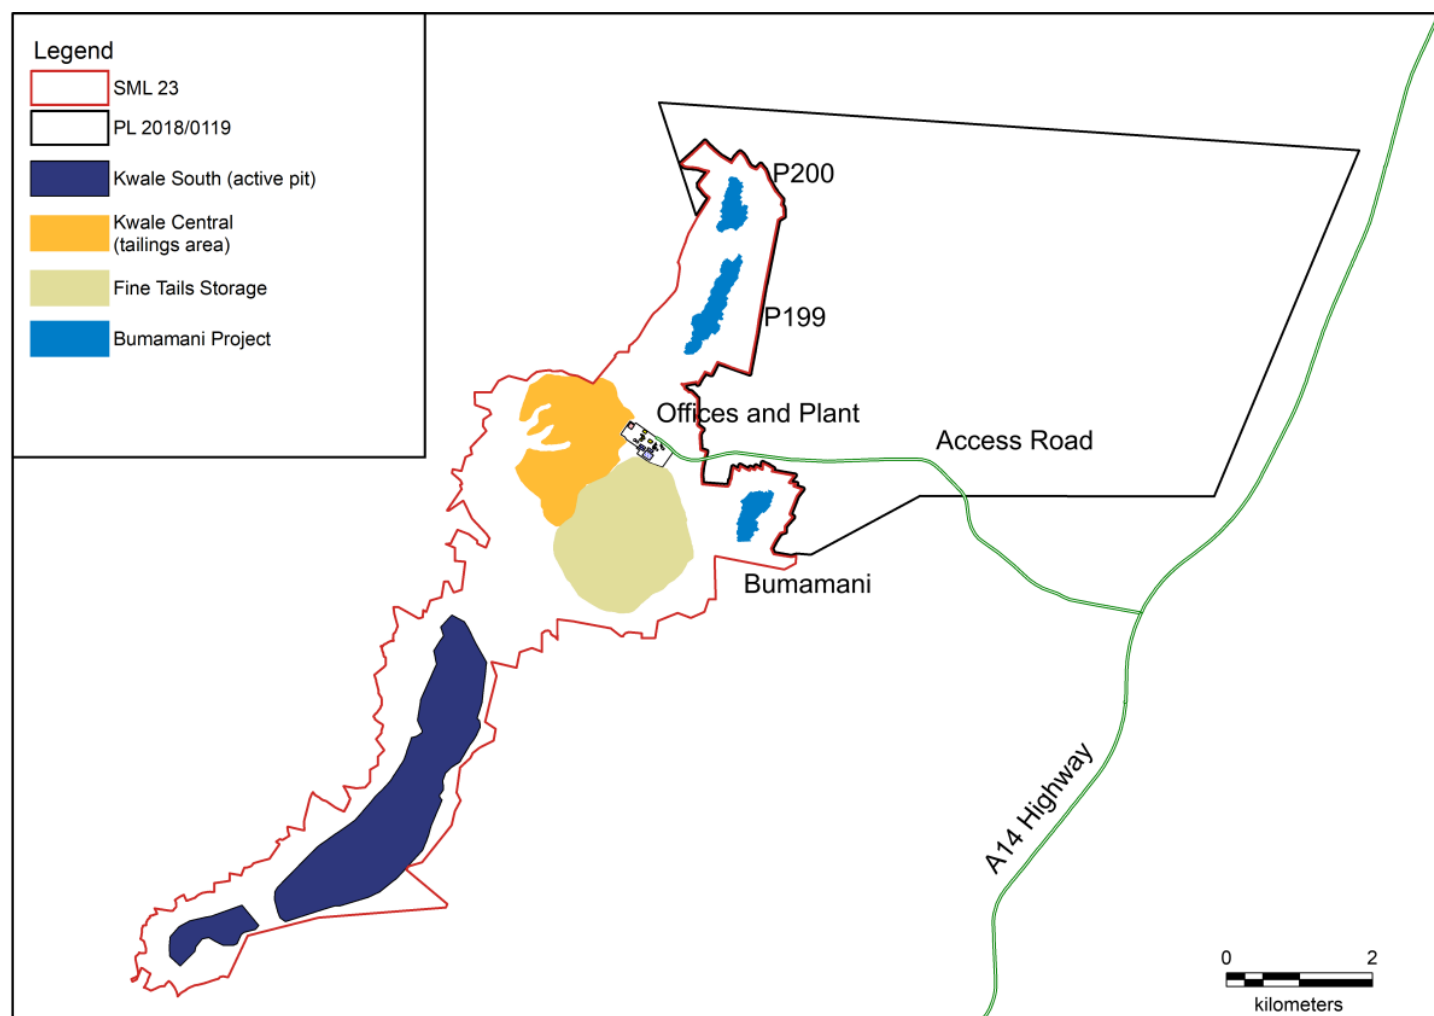 Legend
SML 23
PL 2018/0119
Kwale South (active pit)
Kwale Central
(tailings area)
Fine Tails Storage
Bumamani Project
P200
P199
Offices and Plant
Access Road
Bumamani
A14 Highway
0 2
kilometers